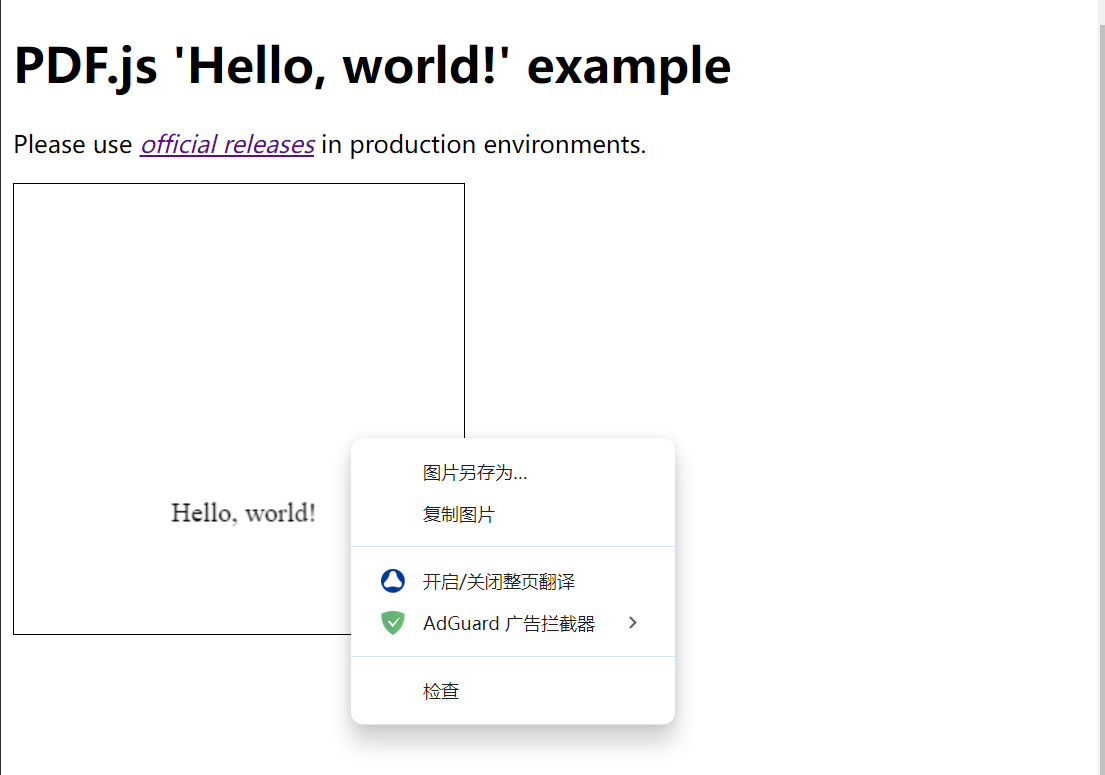 PDF.js 'Hello, world!' example
Please use official releases in production environments.
Hello, world!
图片另存为...
复制图片
开启/关闭整页翻译
AdGuard 广告拦截器
检查